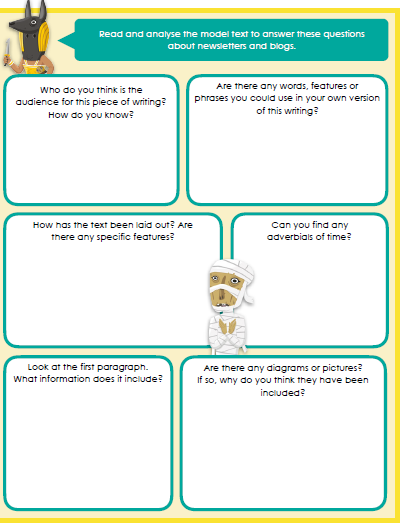 Read and analyse the model text to answer these questions
about newsletters and blogs.
Who do you think is the
audience for this piece of writing?
How do you know?
Are there any words, features or
phrases you could use in your own version
of this writing?
How has the text been laid out? Are
there any specific features?
Can you find any
adverbials of time?
Look at the first paragraph.
What information does it include?
Are there any diagrams or pictures?
If so, why do you think they have been
included?